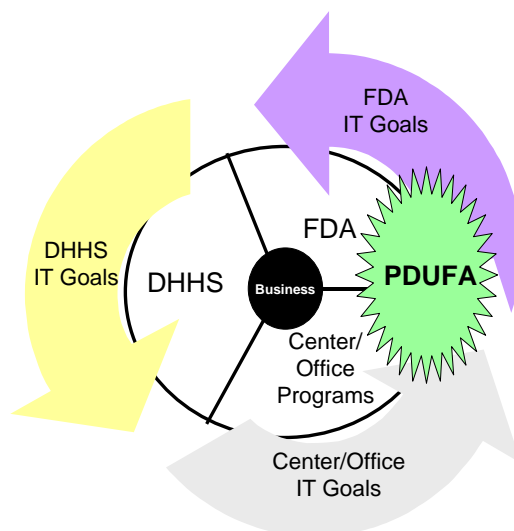 FDA
IT Goals
DHHS
IT Goals
FDA
DHHS
Business
PDUFA
Center/
Office
Programs
Center/Office
IT Goals